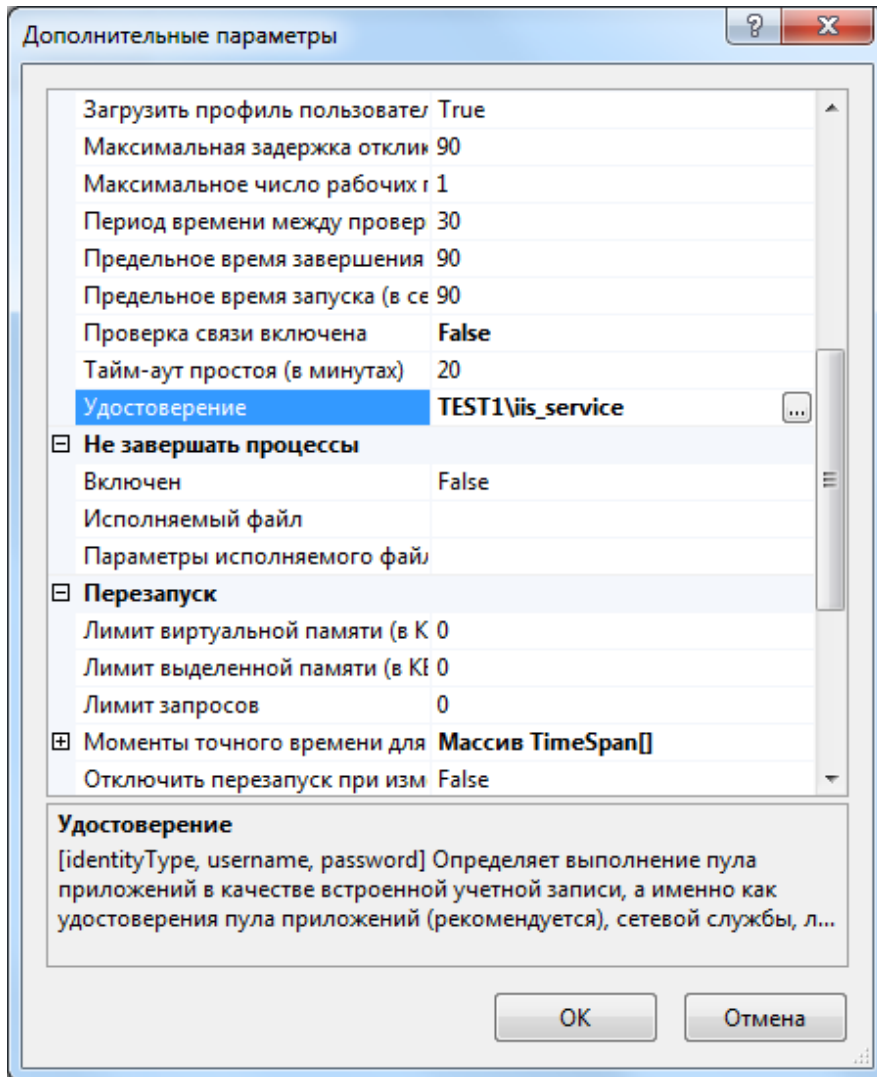 Дополнительные параметры
Загрузить профиль пользовател True
Максимальная задержка отклик 90
Максимальное число рабочих п 1
Период времени между провер 30
Предельное время завершения 90
Предельное время запуска (в се 90
Проверка связи включена False
Тайм-аут простоя (в минутах) 20
Удостоверение TEST1\iis_service ...
Не завершать процессы
Включен False
Исполняемый файл
Параметры исполняемого файл
Перезапуск
Лимит виртуальной памяти (в К 0
Лимит выделенной памяти (в КБ 0
Лимит запросов 0
Моменты точного времени для Массив TimeSpan[]
Отключить перезапуск при изм False
Удостоверение
[identityType, username, password] Определяет выполнение пула
приложений в качестве встроенной учетной записи, а именно как
удостоверения пула приложений (рекомендуется), сетевой службы, л...
ОК Отмена